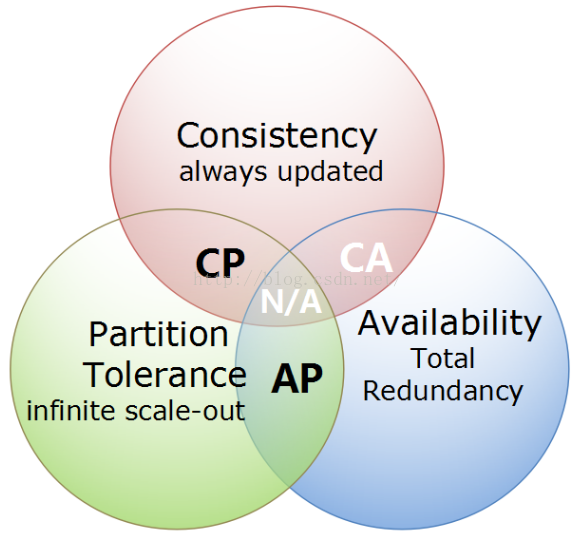 Consistency
always updated
CP
CA
http://blog.csdn.net/
N/A
Partition
Tolerance
infinite scale-out
Availability
Total
Redundancy
AP